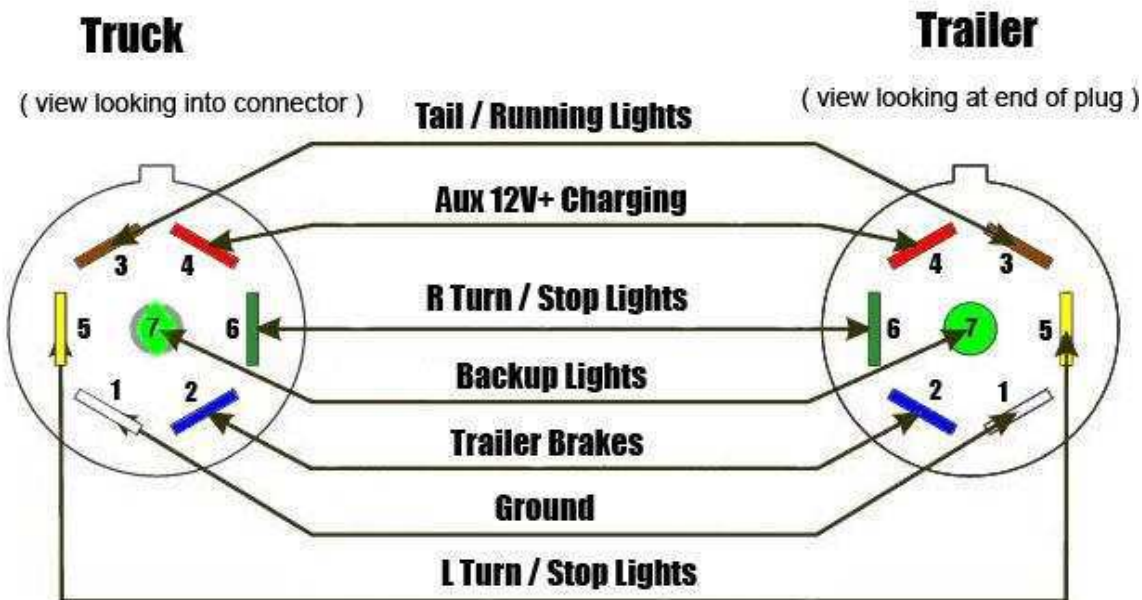 Truck
Trailer
( view looking into connector )
( view looking at end of plug )
Tail / Running Lights
Aux 12V+ Charging
3 4
4 3
R Turn / Stop Lights
5 7 6
6 7 5
Backup Lights
1 2
2 1
Trailer Brakes
Ground
L Turn / Stop Lights